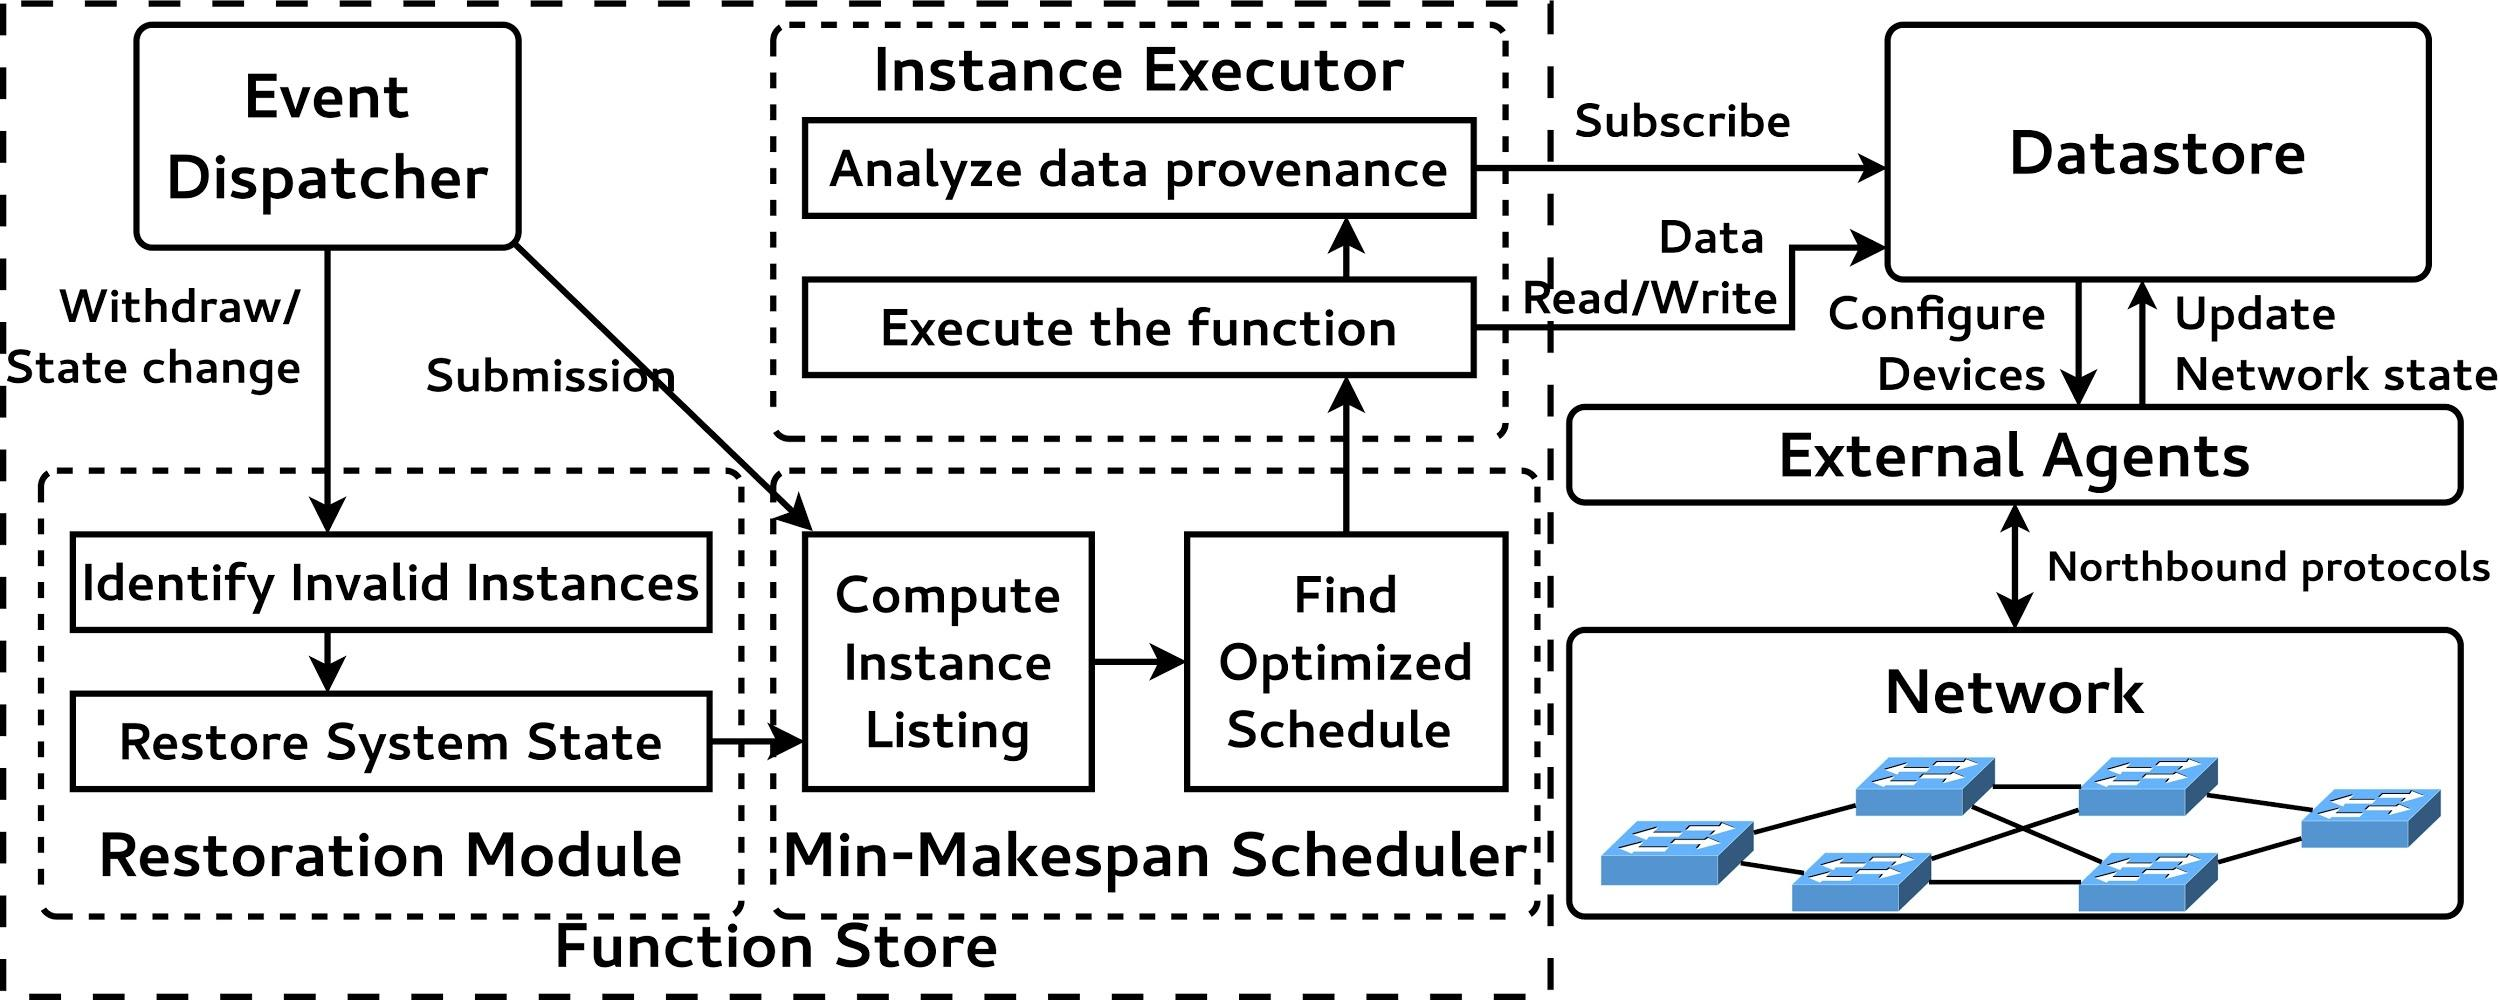 Event
Dispatcher
Withdraw/
State change
Submission
Instance Executor
Analyze data provenance
Execute the function
Subscribe
Data
Read/Write
Datastore
Configure
Devices
Update
Network state
External Agents
Northbound protocols
Network
Identify Invalid Instances
Restore System State
Restoration Module
Compute
Instance
Listing
Find
Optimized
Schedule
Min-Makespan Scheduler
Function Store